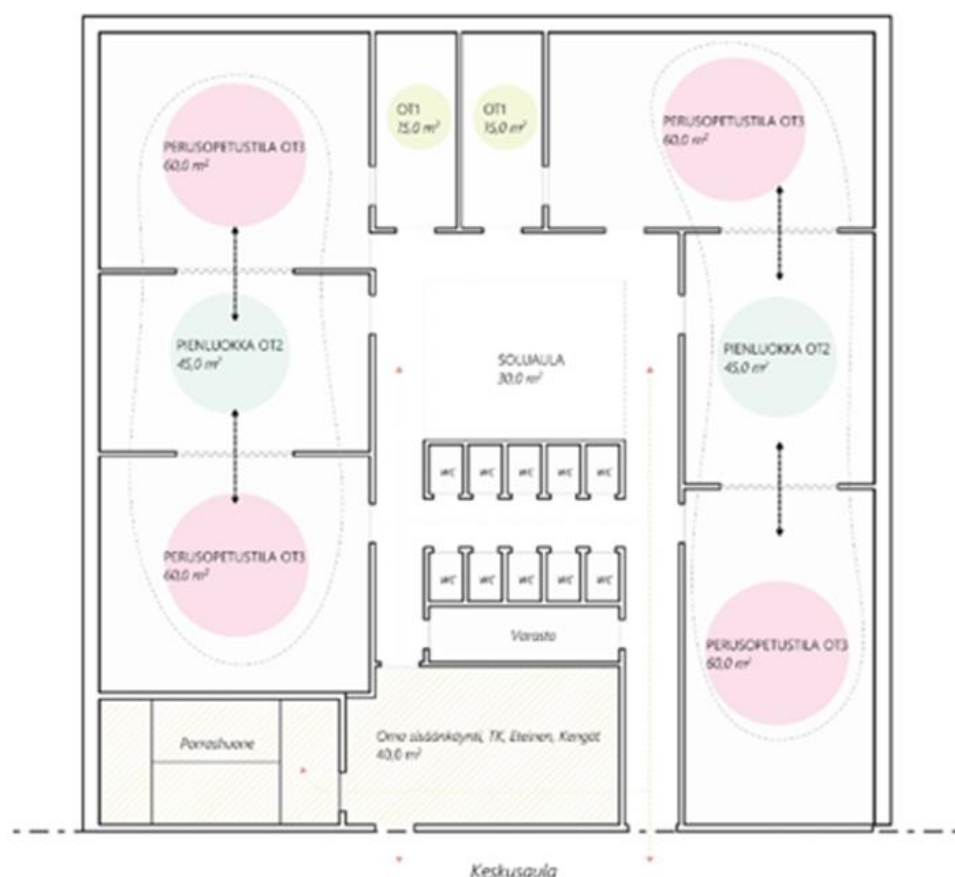 OT1
15,0 m²
OT1
15,0 m²
PERUSOPETUSTILA OT3
60,0 m²
PERUSOPETUSTILA OT3
60,0 m²
PIENLUOKKA OT2
45,0 m²
SOLUAULA
30,0 m²
PIENLUOKKA OT2
45,0 m²
WC
WC
WC
WC
WC
PERUSOPETUSTILA OT3
60,0 m²
WC
WC
WC
WC
WC
Varasto
PERUSOPETUSTILA OT3
60,0 m²
Porrashuone
Oma sisäänkäynti, TK, Eteinen, Kengät
40,0 m²
Keskusaula